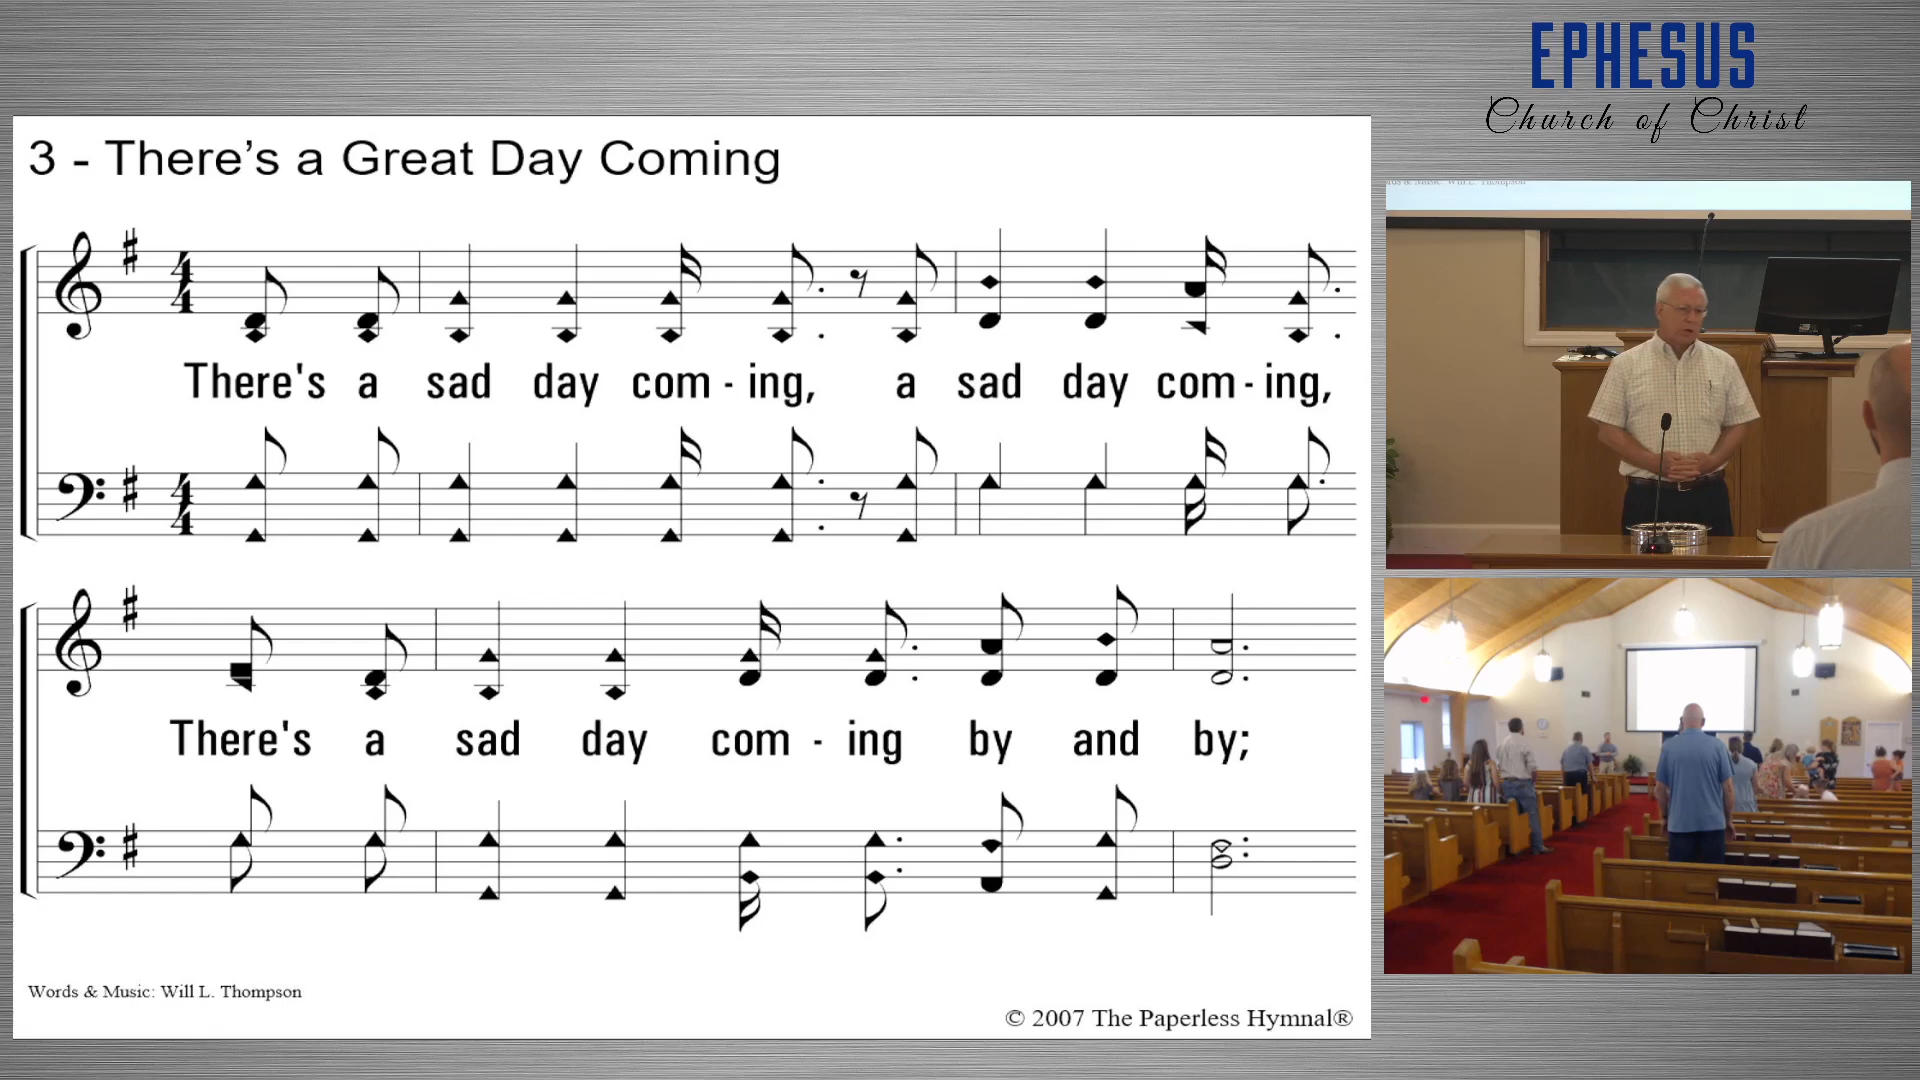 EPHESUS
Church of Christ
3 - There's a Great Day Coming
There's a sad day com - ing, a sad day com - ing,
There's a sad day com - ing by and by;
Words & Music: Will L. Thompson
© 2007 The Paperless Hymnal®